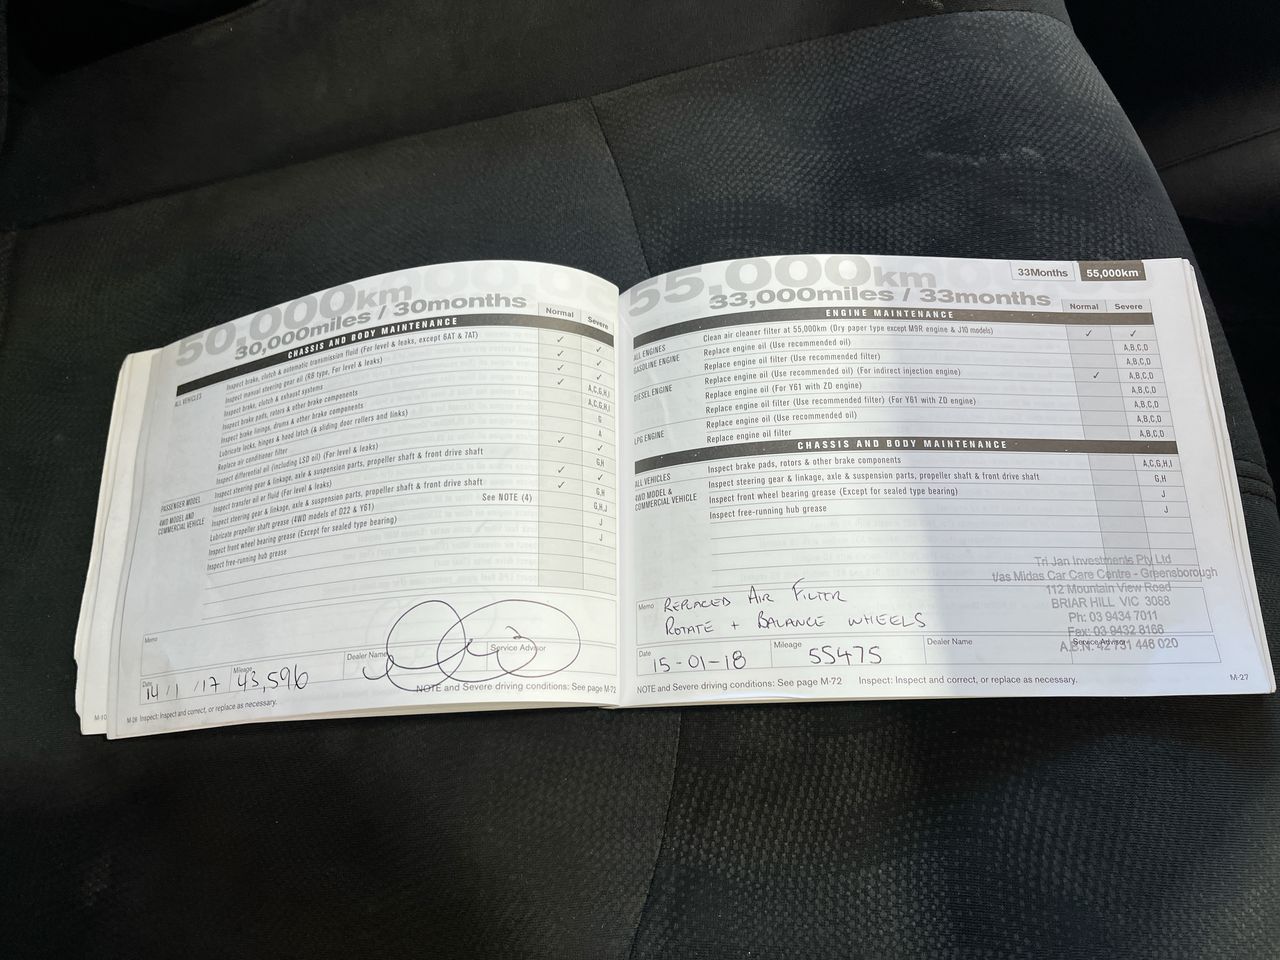 50,000km
30,000miles / 30months
Normal
Severe
CHASSIS AND BODY MAINTENANCE
ALL VEHICLES
Inspect brake, clutch & automatic transmission fluid (For level & leaks, except 6AT & 7AT) ✓ ✓
Inspect manual steering gear oil (RB type, For level & leaks) ✓ ✓
Inspect brake, clutch & exhaust systems ✓ ✓
Inspect brake pads, rotors & other brake components ✓ A,C,G,H,I
Inspect brake linings, drums & other brake components A,C,G,H,I
Lubricate locks, hinges & hood latch (& sliding door rollers and links) G
Replace air conditioner filter A
Inspect differential oil (including LSD oil) (For level & leaks) ✓ ✓
PASSENGER MODEL
Inspect steering gear & linkage, axle & suspension parts, propeller shaft & front drive shaft G,H
4WD MODEL AND
COMMERCIAL VEHICLE
Inspect transfer oil or fluid (For level & leaks) ✓ ✓
Inspect steering gear & linkage, axle & suspension parts, propeller shaft & front drive shaft ✓ G,H
Lubricate propeller shaft grease (4WD models of D22 & Y61) See NOTE (4) G,H,J
Inspect front wheel bearing grease (Except for sealed type bearing) J
Inspect free-running hub grease J
Memo
Date 14 / 1 / 17
Mileage 43,596
Dealer Name
Service Advisor
NOTE and Severe driving conditions: See page M-72
M-10
M-26 Inspect: Inspect and correct, or replace as necessary.
33Months 55,000km
55,000km
33,000miles / 33months
Normal Severe
ENGINE MAINTENANCE
ALL ENGINES Clean air cleaner filter at 55,000km (Dry paper type except M9R engine & J10 models) ✓ ✓
GASOLINE ENGINE Replace engine oil (Use recommended oil) A,B,C,D
Replace engine oil filter (Use recommended filter) A,B,C,D
DIESEL ENGINE Replace engine oil (Use recommended oil) (For indirect injection engine) ✓ A,B,C,D
Replace engine oil (For Y61 with ZD engine) A,B,C,D
Replace engine oil filter (Use recommended filter) (For Y61 with ZD engine) A,B,C,D
LPG ENGINE Replace engine oil (Use recommended oil) A,B,C,D
Replace engine oil filter A,B,C,D
CHASSIS AND BODY MAINTENANCE
ALL VEHICLES Inspect brake pads, rotors & other brake components A,C,G,H,I
4WD MODEL &
COMMERCIAL VEHICLE
Inspect steering gear & linkage, axle & suspension parts, propeller shaft & front drive shaft G,H
Inspect front wheel bearing grease (Except for sealed type bearing) J
Inspect free-running hub grease J
Tri Jan Investments Pty Ltd
t/as Midas Car Care Centre - Greensborough
112 Mountain View Road
BRIAR HILL VIC 3088
Ph: 03 9434 7011
Fax: 03 9432 8166
A.B.N. 42 731 446 020
Memo REPLACED AIR FILTER
ROTATE + BALANCE WHEELS
Date 15-01-18
Mileage 55475
Dealer Name
Service Advisor
NOTE and Severe driving conditions: See page M-72 Inspect: Inspect and correct, or replace as necessary.
M-27